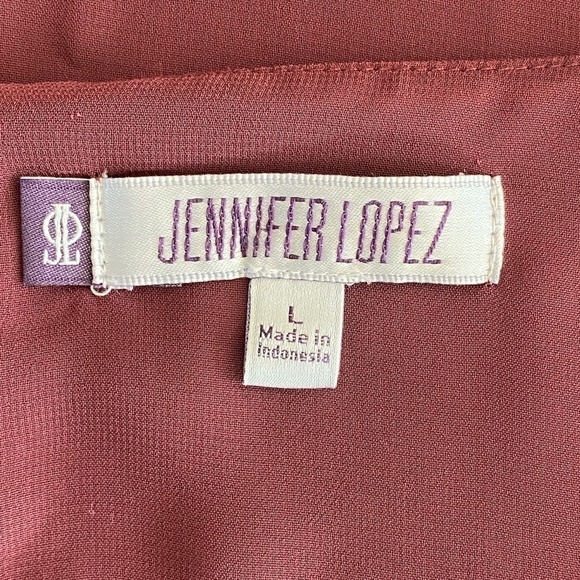 JL
JENNIFER LOPEZ
L
Made in
Indonesia